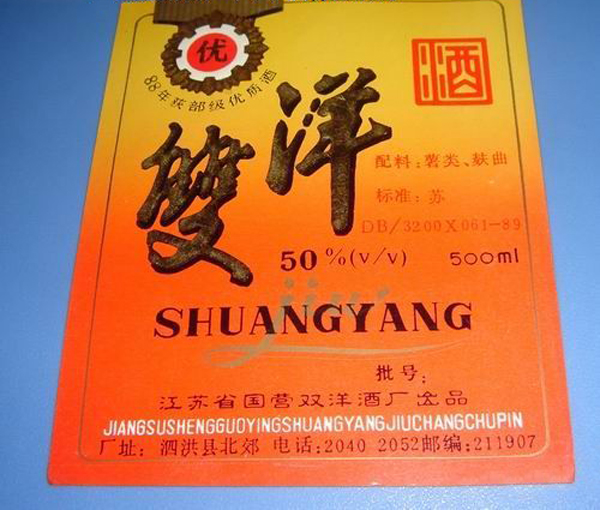 优
88年获部级优质酒
酒
雙洋
配料:薯类、麸曲
标准:苏
DB/3200X061-89
50%(v/v) 500ml
jiu
SHUANGYANG
批号:
江苏省国营双洋酒厂出品
JIANGSUSHENGGUOYINGSHUANGYANGJIUCHANGCHUPIN
厂址: 泗洪县北郊 电话:2040 2052邮编:211907